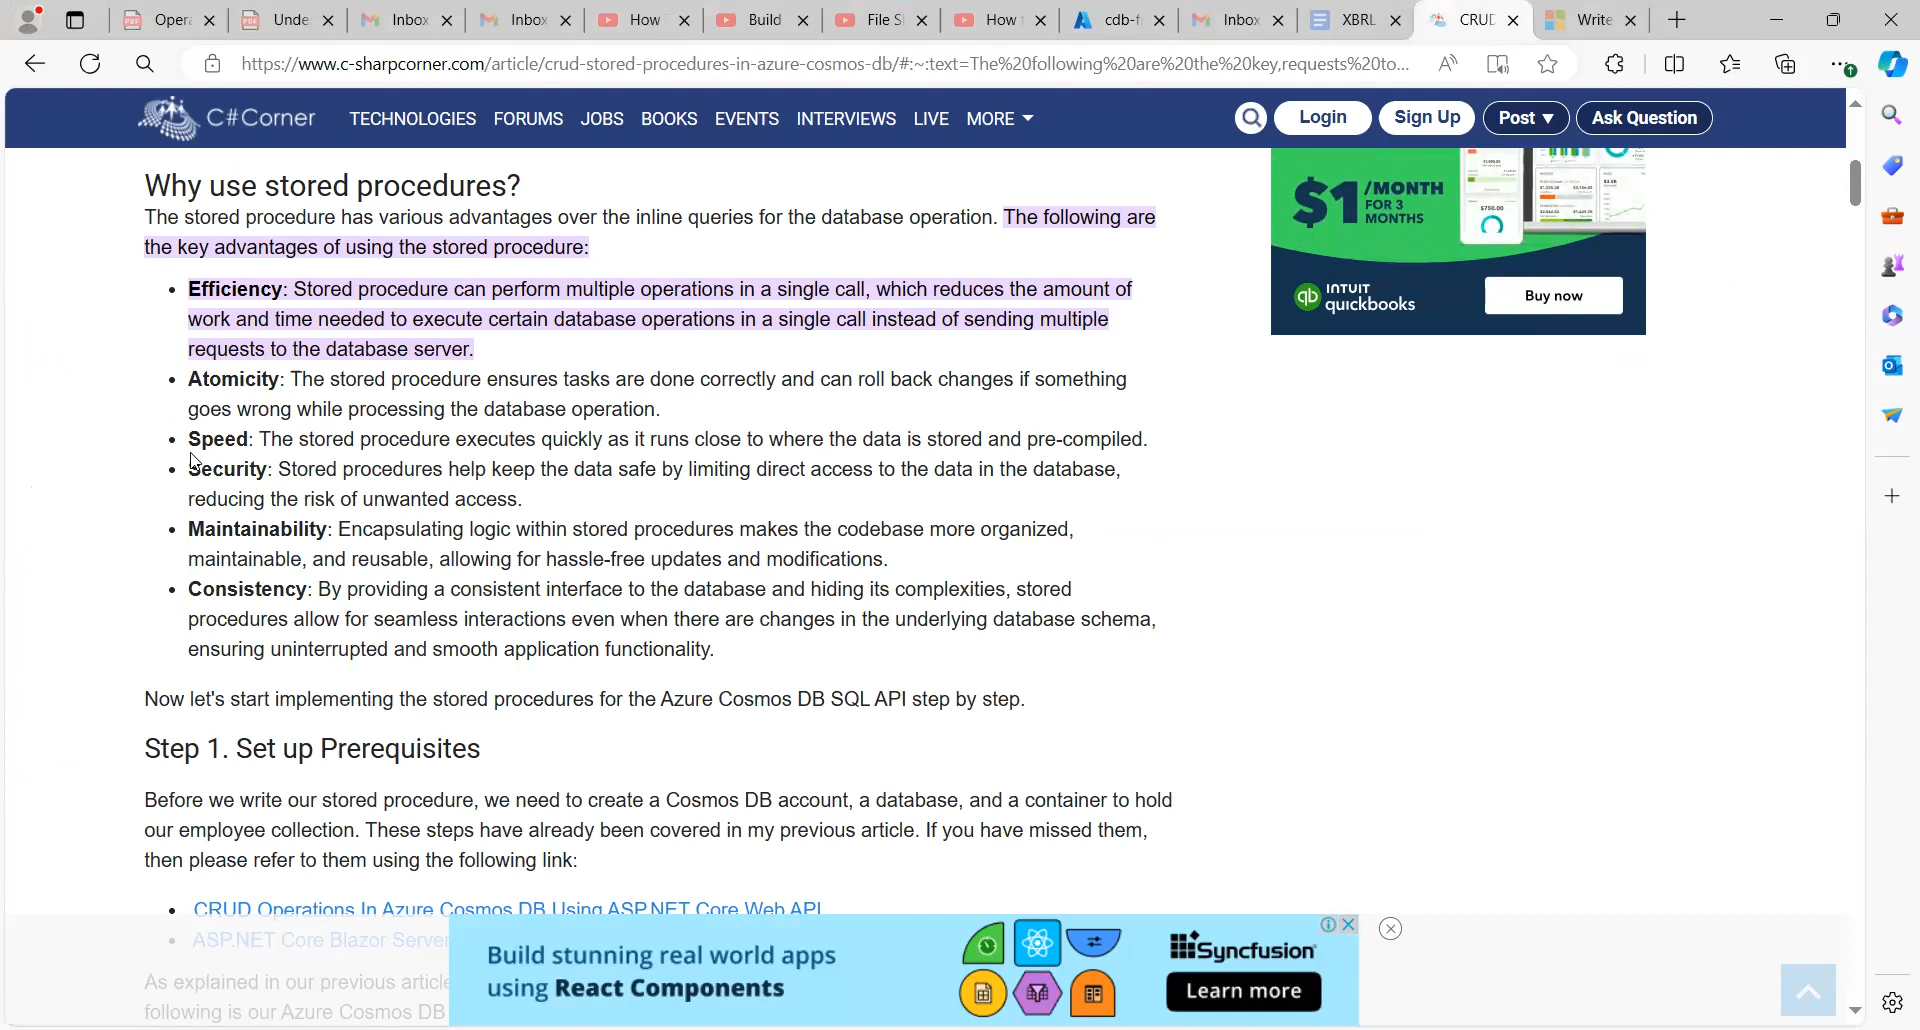 Opera
Unde
Inbox
Inbox
How
Build
File S
How
cdb-f
Inbox
XBRL
CRUD
Write
https://www.c-sharpcorner.com/article/crud-stored-procedures-in-azure-cosmos-db/#:~:text=The%20following%20are%20the%20key,requests%20to...
C#Corner
TECHNOLOGIES FORUMS JOBS BOOKS EVENTS INTERVIEWS LIVE MORE
Login
Sign Up
Post
Ask Question
Why use stored procedures?
The stored procedure has various advantages over the inline queries for the database operation. The following are
the key advantages of using the stored procedure:
• Efficiency: Stored procedure can perform multiple operations in a single call, which reduces the amount of
work and time needed to execute certain database operations in a single call instead of sending multiple
requests to the database server.
• Atomicity: The stored procedure ensures tasks are done correctly and can roll back changes if something
goes wrong while processing the database operation.
• Speed: The stored procedure executes quickly as it runs close to where the data is stored and pre-compiled.
• Security: Stored procedures help keep the data safe by limiting direct access to the data in the database,
reducing the risk of unwanted access.
• Maintainability: Encapsulating logic within stored procedures makes the codebase more organized,
maintainable, and reusable, allowing for hassle-free updates and modifications.
• Consistency: By providing a consistent interface to the database and hiding its complexities, stored
procedures allow for seamless interactions even when there are changes in the underlying database schema,
ensuring uninterrupted and smooth application functionality.
Now let's start implementing the stored procedures for the Azure Cosmos DB SQL API step by step.
Step 1. Set up Prerequisites
Before we write our stored procedure, we need to create a Cosmos DB account, a database, and a container to hold
our employee collection. These steps have already been covered in my previous article. If you have missed them,
then please refer to them using the following link:
• CRUD Operations In Azure Cosmos DB Using ASP.NET Core Web API
• ASP.NET Core Blazor Server
As explained in our previous article
following is our Azure Cosmos DB
$1 /MONTH
FOR 3
MONTHS
$750.00
INTUIT
quickbooks
Buy now
Build stunning real world apps
using React Components
Syncfusion
Learn more